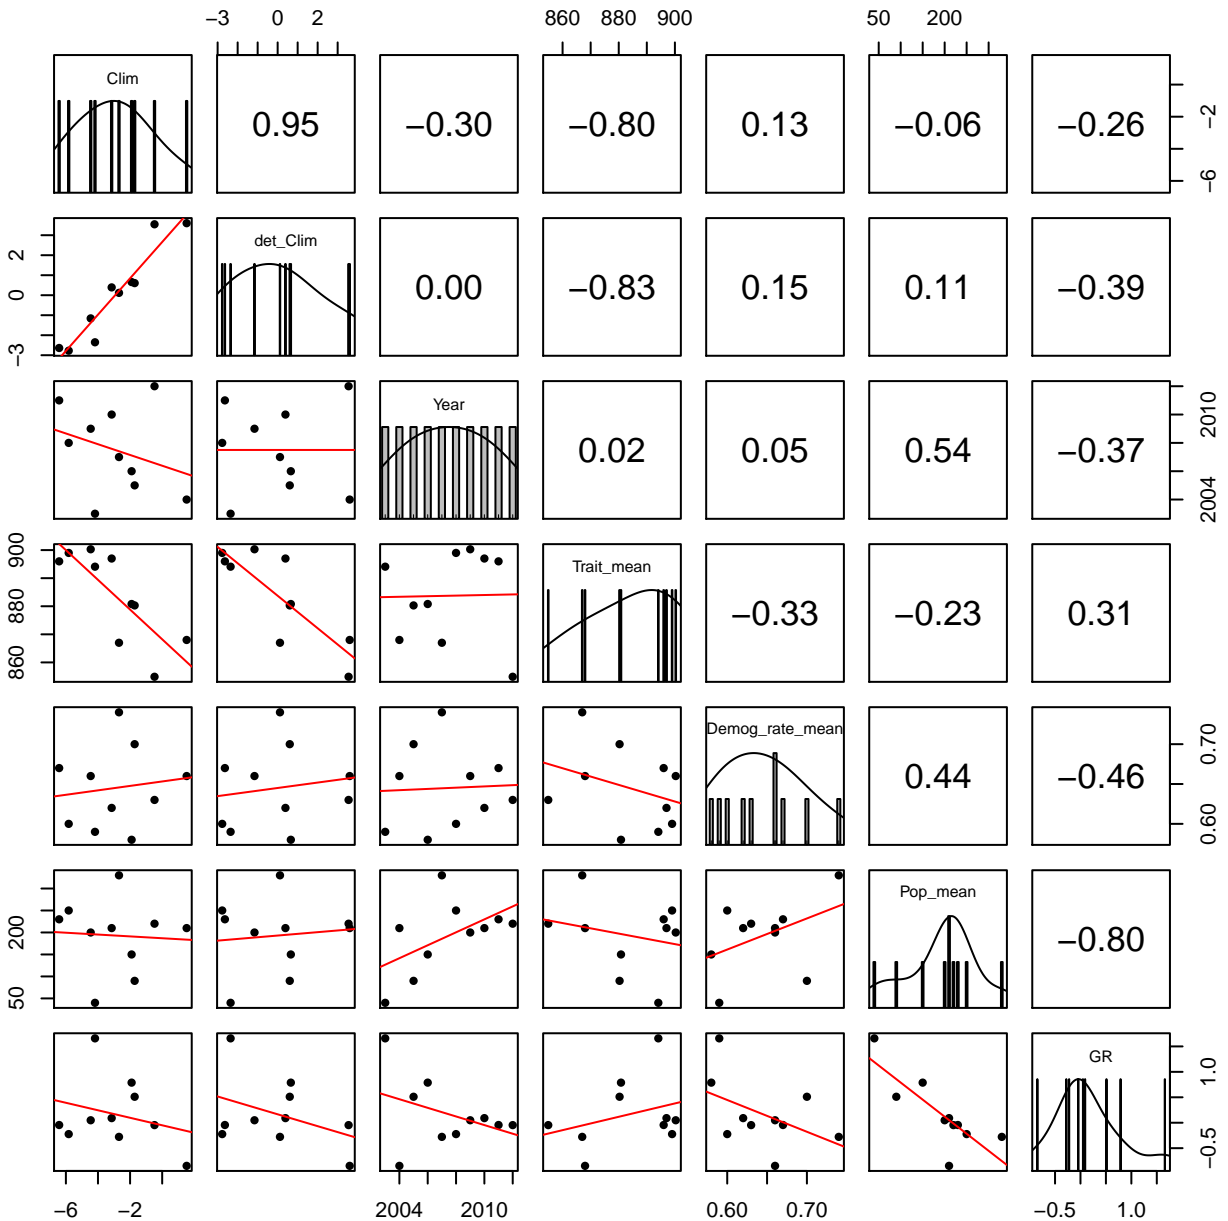 −3 0 2 860 880 900 50 200
Clim 0.95 −0.30 −0.80 0.13 −0.06 −0.26 −6 −2
−3 0 2 det_Clim 0.00 −0.83 0.15 0.11 −0.39
Year 0.02 0.05 0.54 −0.37 2004 2010
860 880 900 Trait_mean −0.33 −0.23 0.31
Demog_rate_mean 0.44 −0.46 0.60 0.70
50 200 Pop_mean −0.80
GR −0.5 1.0
−6 −2 2004 2010 0.60 0.70 −0.5 1.0